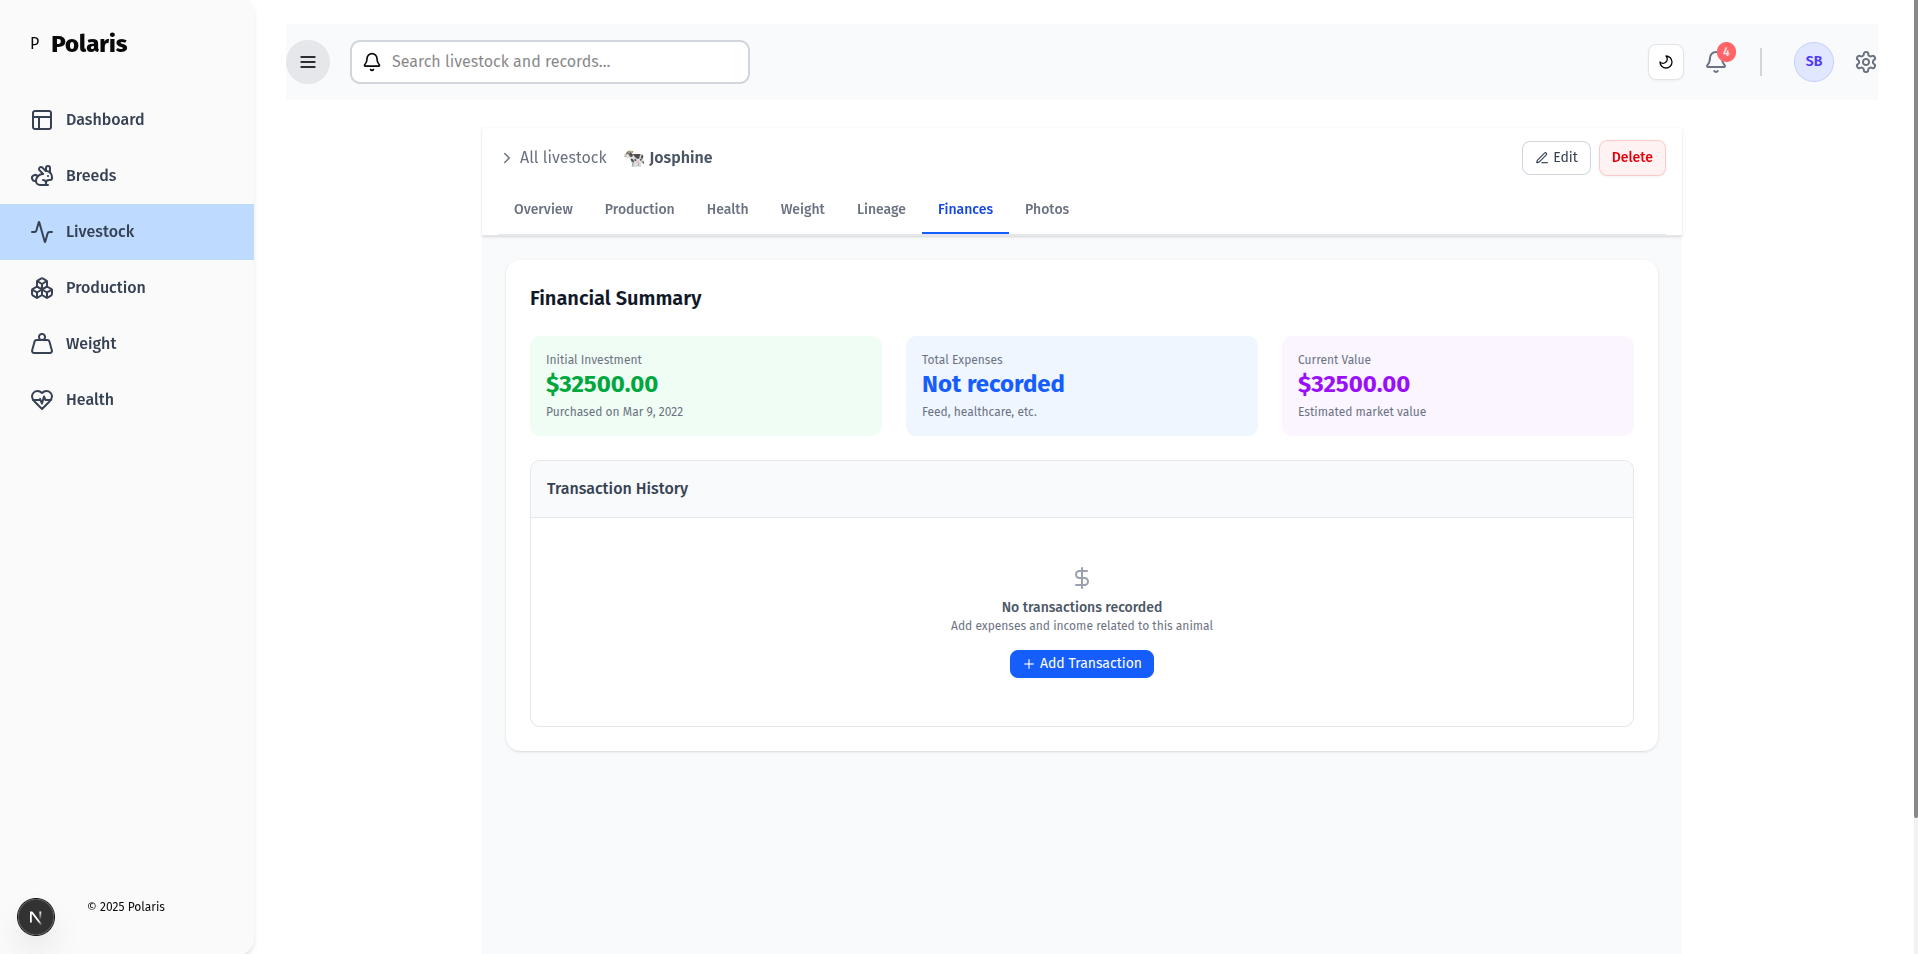 P Polaris
Dashboard
Breeds
Livestock
Production
Weight
Health
© 2025 Polaris
N
Search livestock and records...
4
SB
All livestock
Josphine
Edit
Delete
Overview
Production
Health
Weight
Lineage
Finances
Photos
Financial Summary
Initial Investment
$32500.00
Purchased on Mar 9, 2022
Total Expenses
Not recorded
Feed, healthcare, etc.
Current Value
$32500.00
Estimated market value
Transaction History
$
No transactions recorded
Add expenses and income related to this animal
+ Add Transaction